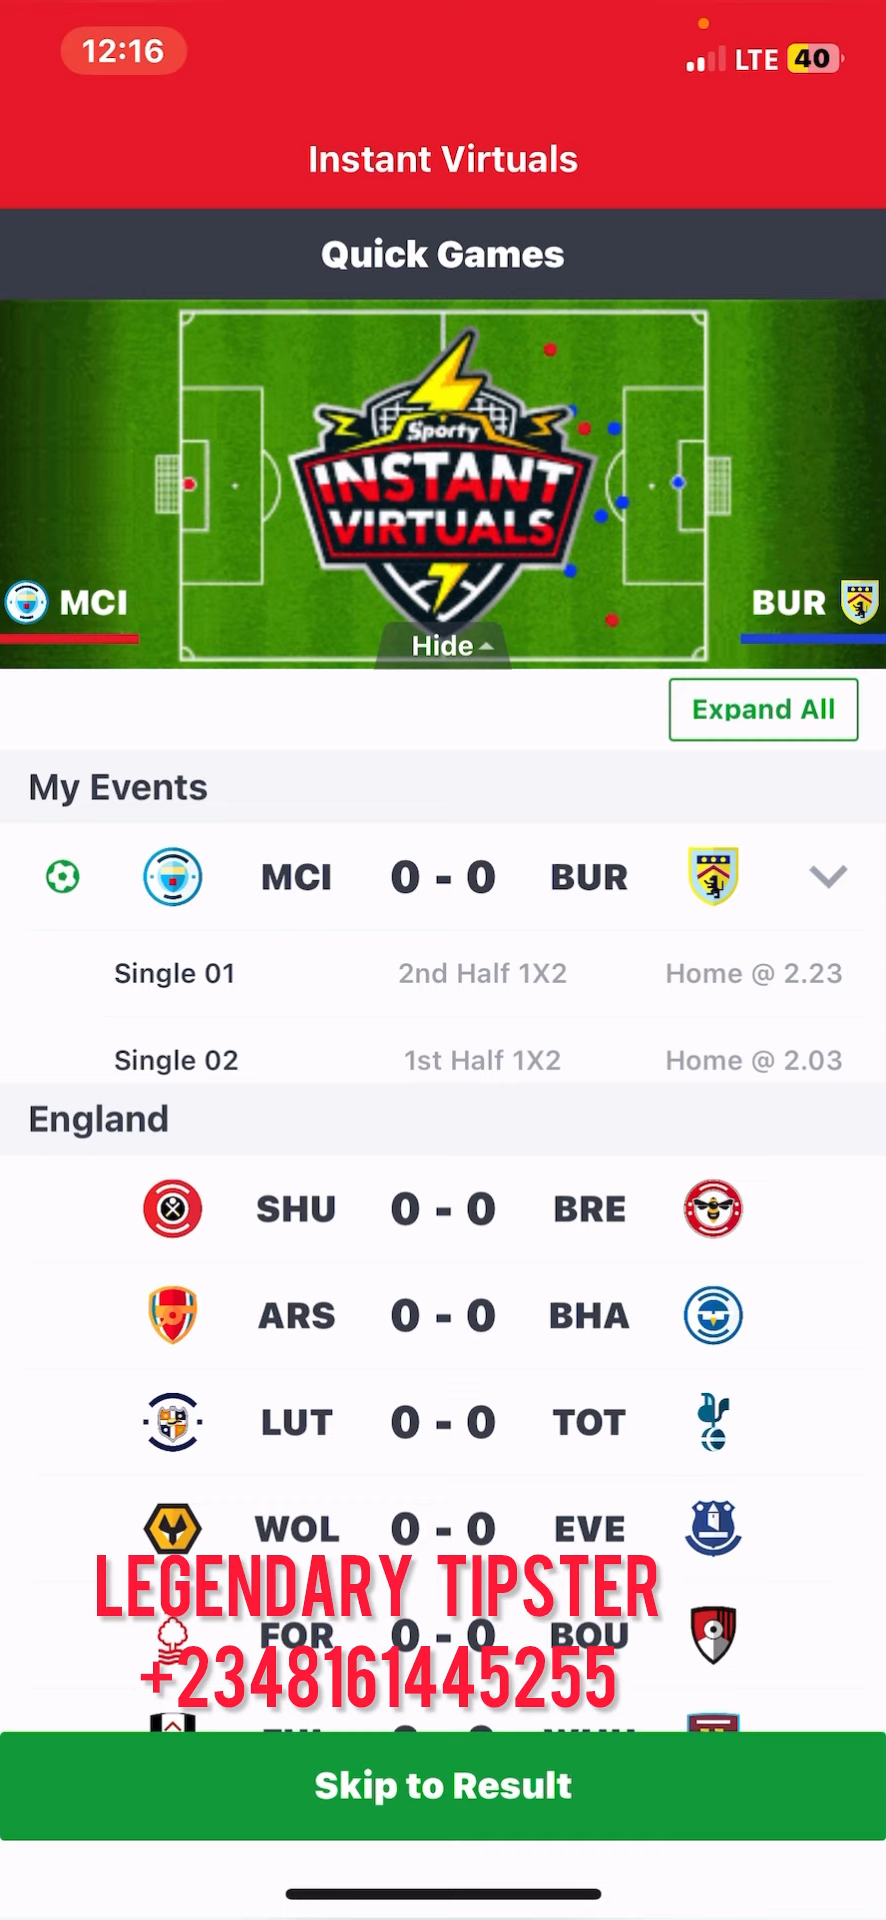 12:16 LTE 40
Instant Virtuals
Quick Games
Sporty
INSTANT
VIRTUALS
MCI BUR
Hide
Expand All
My Events
MCI 0 - 0 BUR
Single 01 2nd Half 1X2 Home @ 2.23
Single 02 1st Half 1X2 Home @ 2.03
England
SHU 0 - 0 BRE
ARS 0 - 0 BHA
LUT 0 - 0 TOT
WOL 0 - 0 EVE
LEGENDARY TIPSTER
FOR 0 - 0 BOU
+2348161445255
Skip to Result